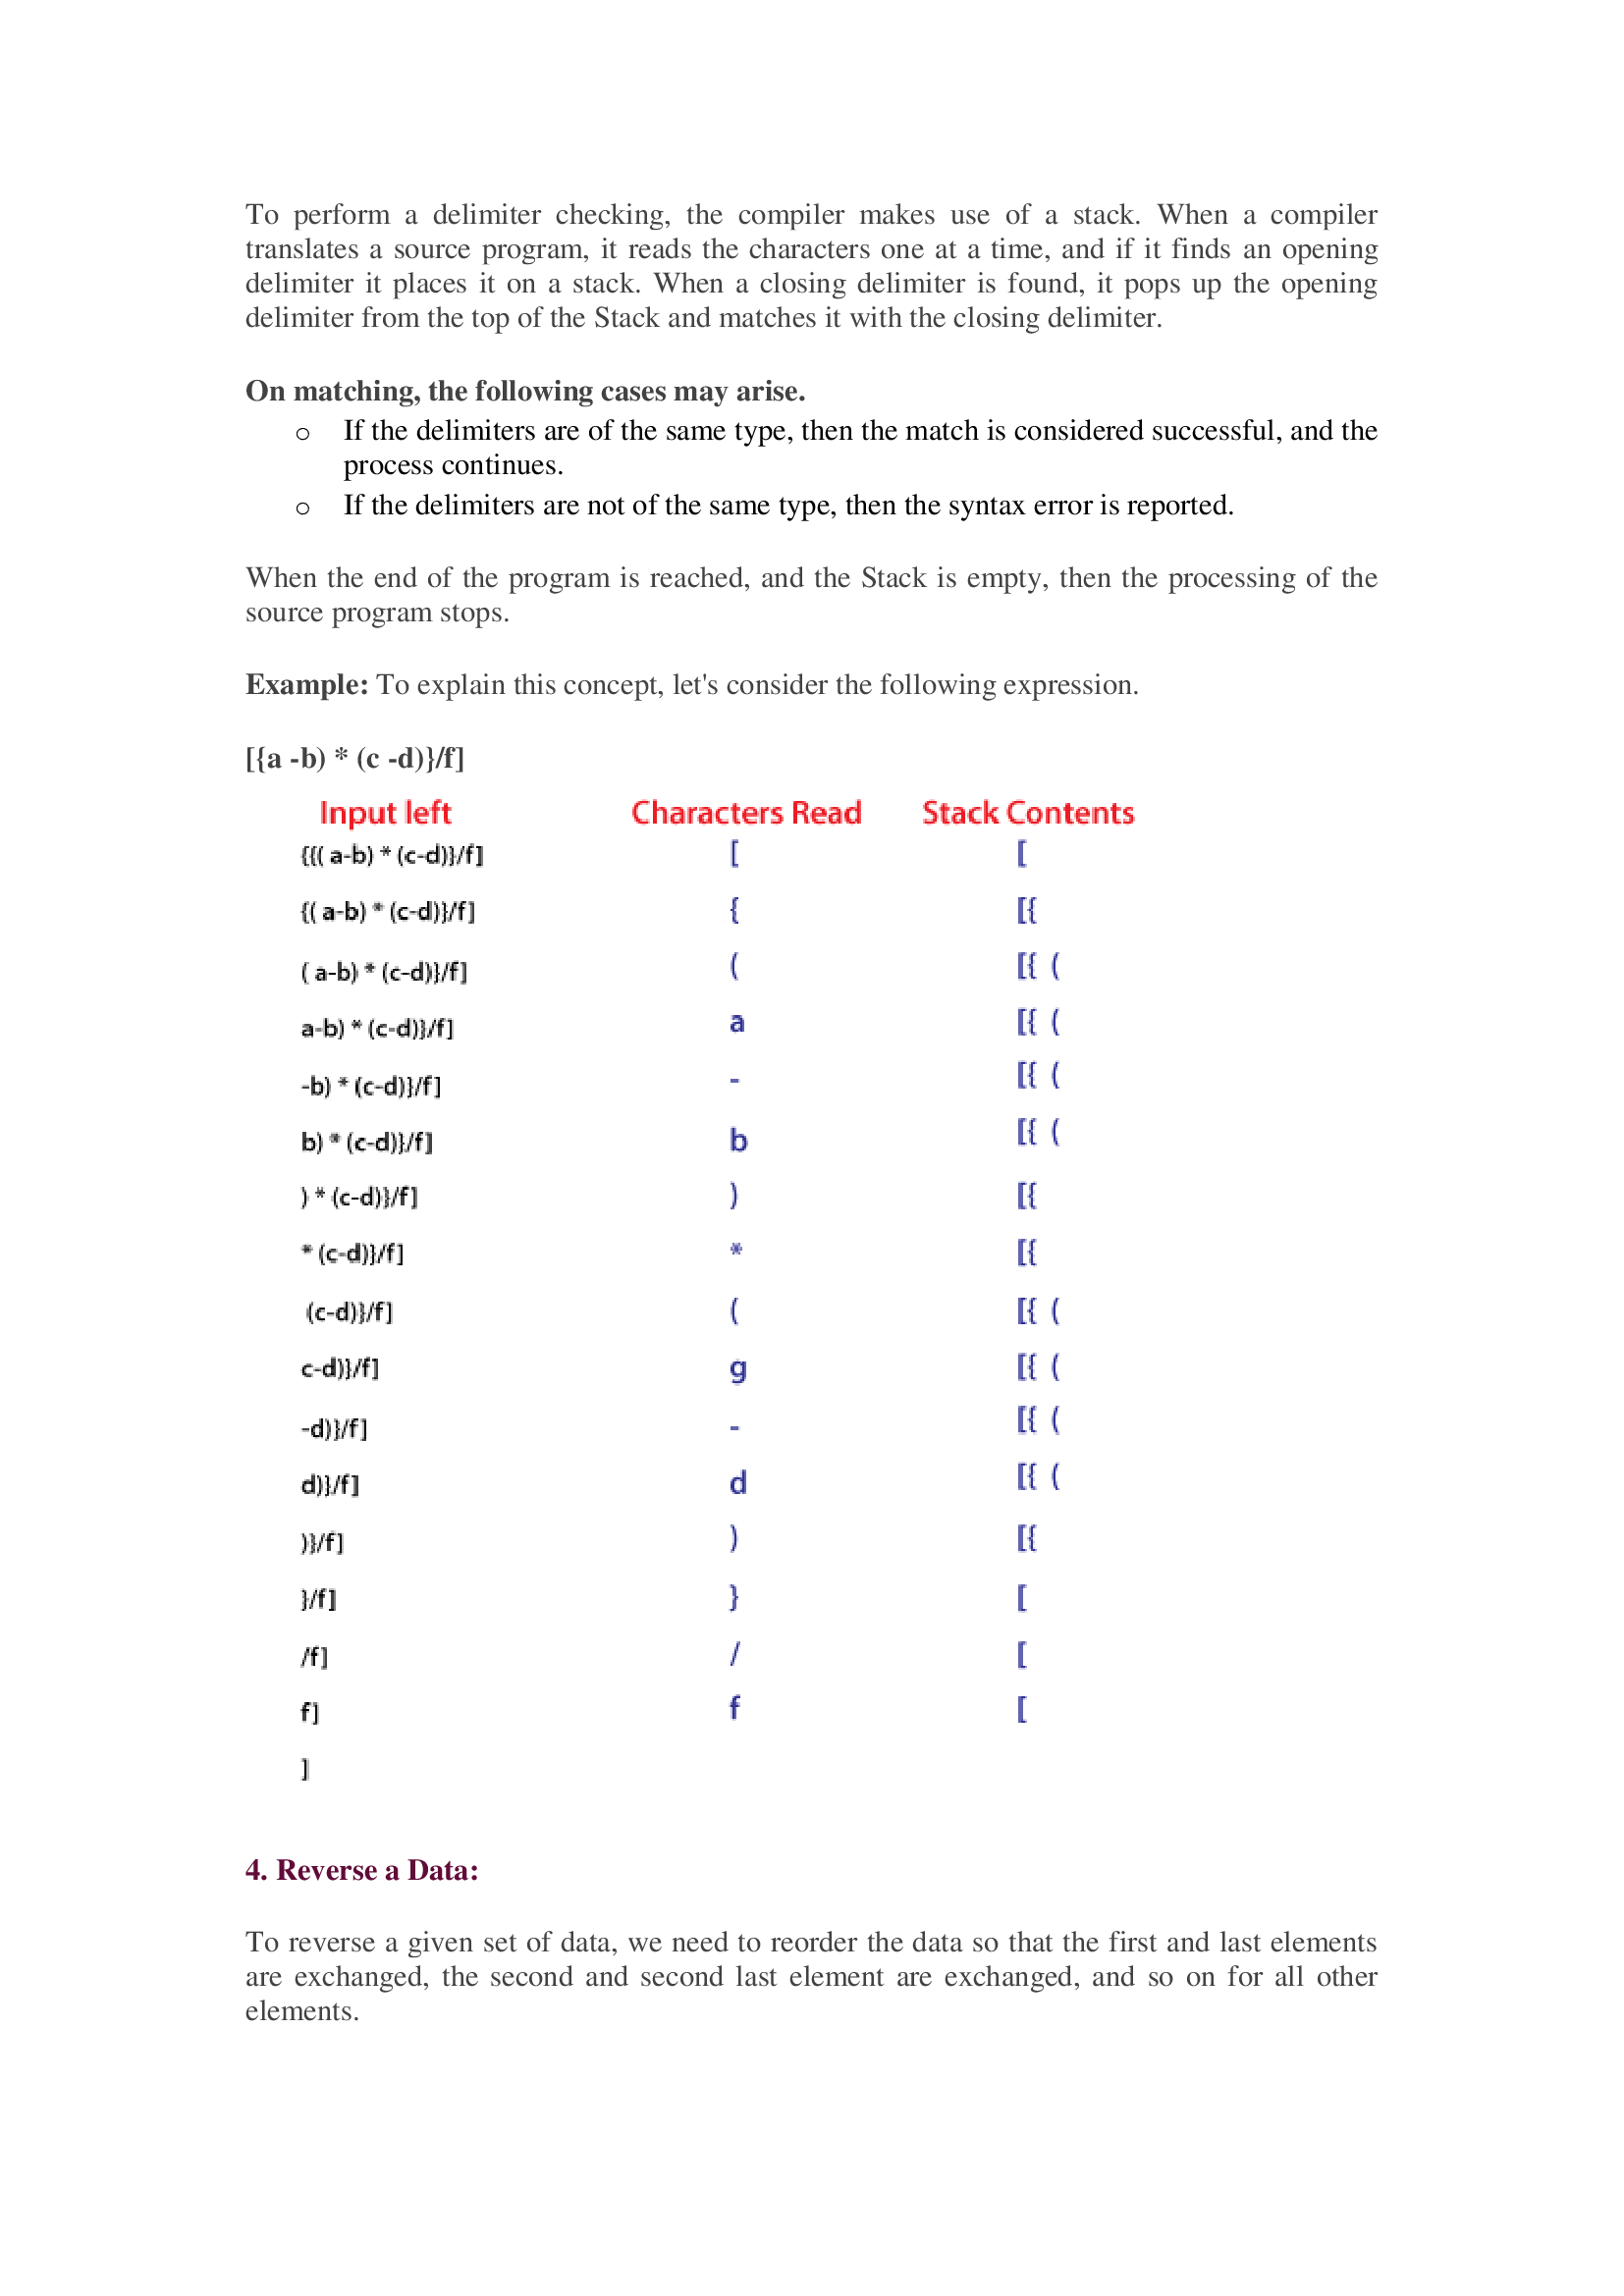 To perform a delimiter checking, the compiler makes use of a stack. When a compiler
translates a source program, it reads the characters one at a time, and if it finds an opening
delimiter it places it on a stack. When a closing delimiter is found, it pops up the opening
delimiter from the top of the Stack and matches it with the closing delimiter.
On matching, the following cases may arise.
o If the delimiters are of the same type, then the match is considered successful, and the
process continues.
o If the delimiters are not of the same type, then the syntax error is reported.
When the end of the program is reached, and the Stack is empty, then the processing of the
source program stops.
Example: To explain this concept, let's consider the following expression.
[{a -b) * (c -d)}/f]
Input left Characters Read Stack Contents
{{( a-b) * (c-d)}/f] [ [
{( a-b) * (c-d)}/f] { [{
( a-b) * (c-d)}/f] ( [{ (
a-b) * (c-d)}/f] a [{ (
-b) * (c-d)}/f] - [{ (
b) * (c-d)}/f] b [{ (
) * (c-d)}/f] ) [{
* (c-d)}/f] * [{
(c-d)}/f] ( [{ (
c-d)}/f] g [{ (
-d)}/f] - [{ (
d)}/f] d [{ (
)}/f] ) [{
}/f] } [
/f] / [
f] f [
]
4. Reverse a Data:
To reverse a given set of data, we need to reorder the data so that the first and last elements
are exchanged, the second and second last element are exchanged, and so on for all other
elements.